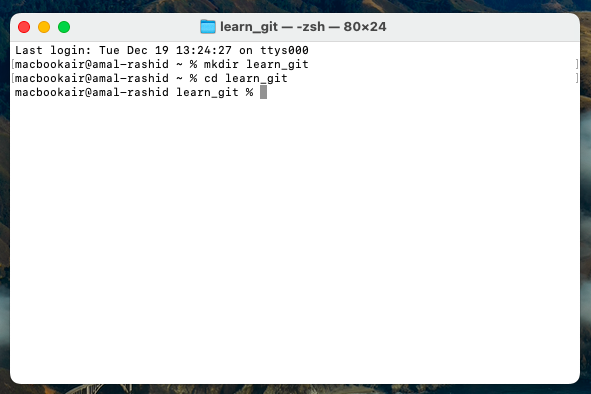 learn_git — -zsh — 80×24
Last login: Tue Dec 19 13:24:27 on ttys000
[macbookair@amal-rashid ~ % mkdir learn_git ]
[macbookair@amal-rashid ~ % cd learn_git ]
macbookair@amal-rashid learn_git %